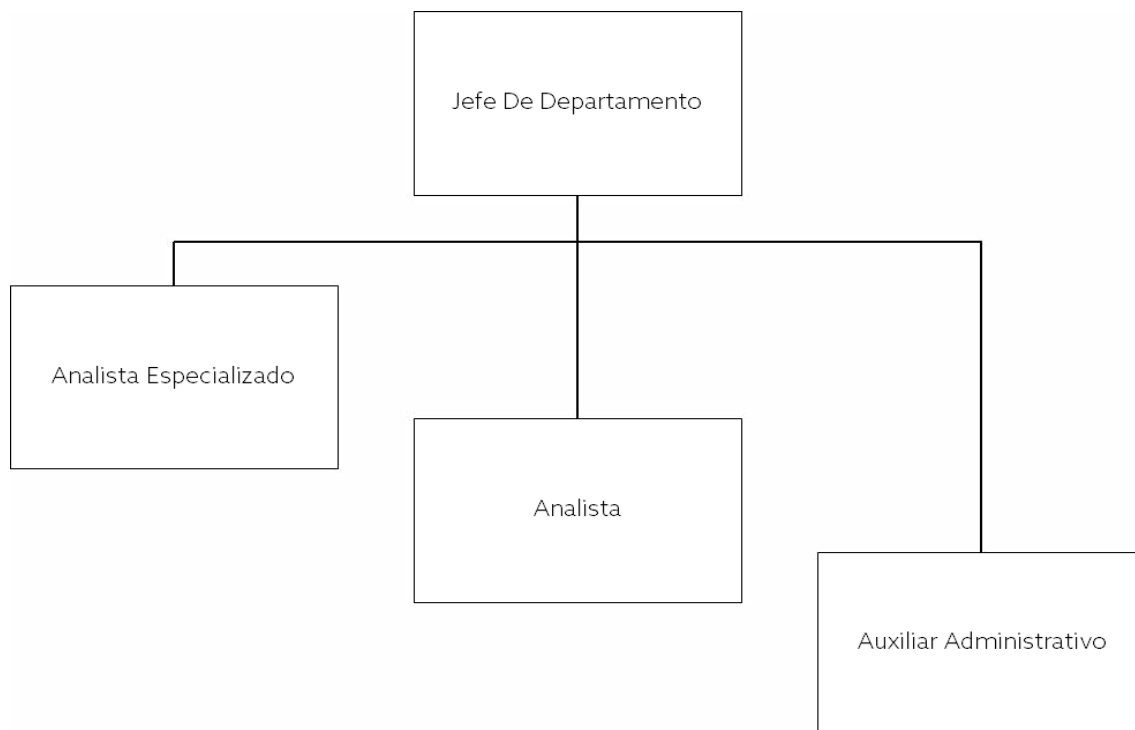 Jefe De Departamento
Analista Especializado
Analista
Auxiliar Administrativo